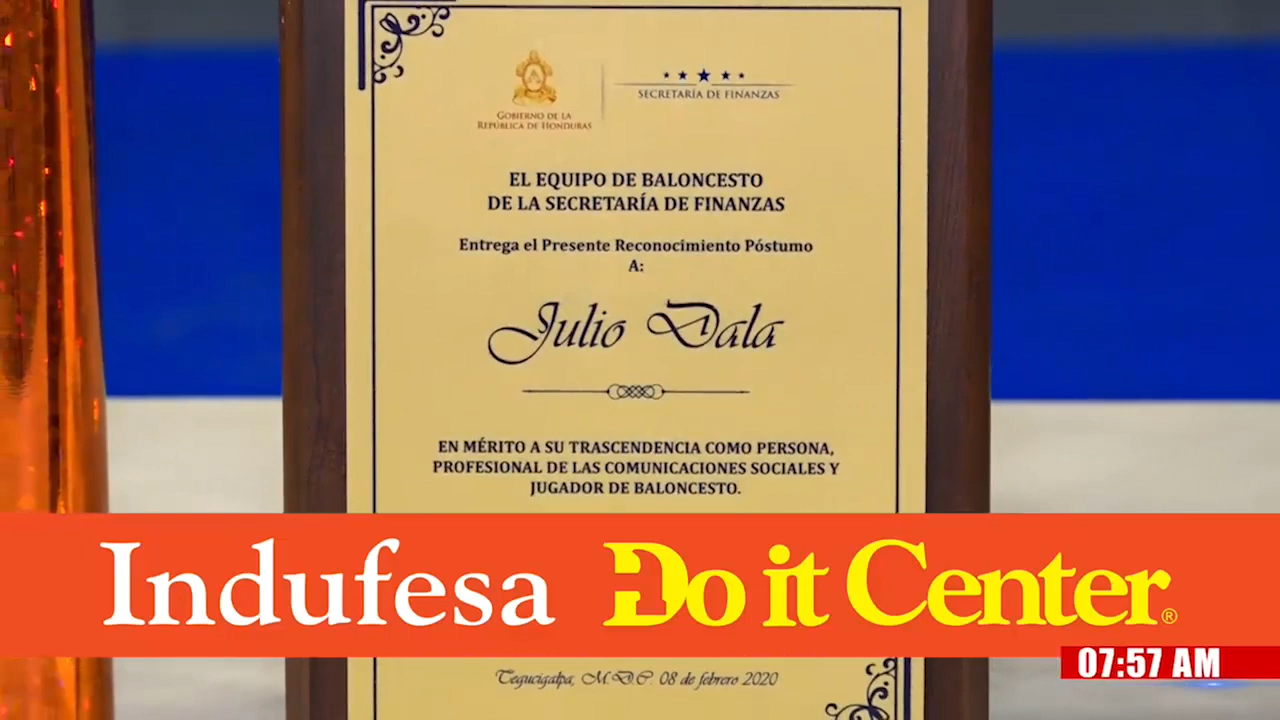 GOBIERNO DE LA
REPÚBLICA DE HONDURAS
SECRETARÍA DE FINANZAS
EL EQUIPO DE BALONCESTO
DE LA SECRETARÍA DE FINANZAS
Entrega el Presente Reconocimiento Póstumo
A:
Julio Dala
EN MÉRITO A SU TRASCENDENCIA COMO PERSONA,
PROFESIONAL DE LAS COMUNICACIONES SOCIALES Y
JUGADOR DE BALONCESTO.
Indufesa Do it Center®
07:57 AM
Tegucigalpa, M.D.C. 08 de febrero 2020